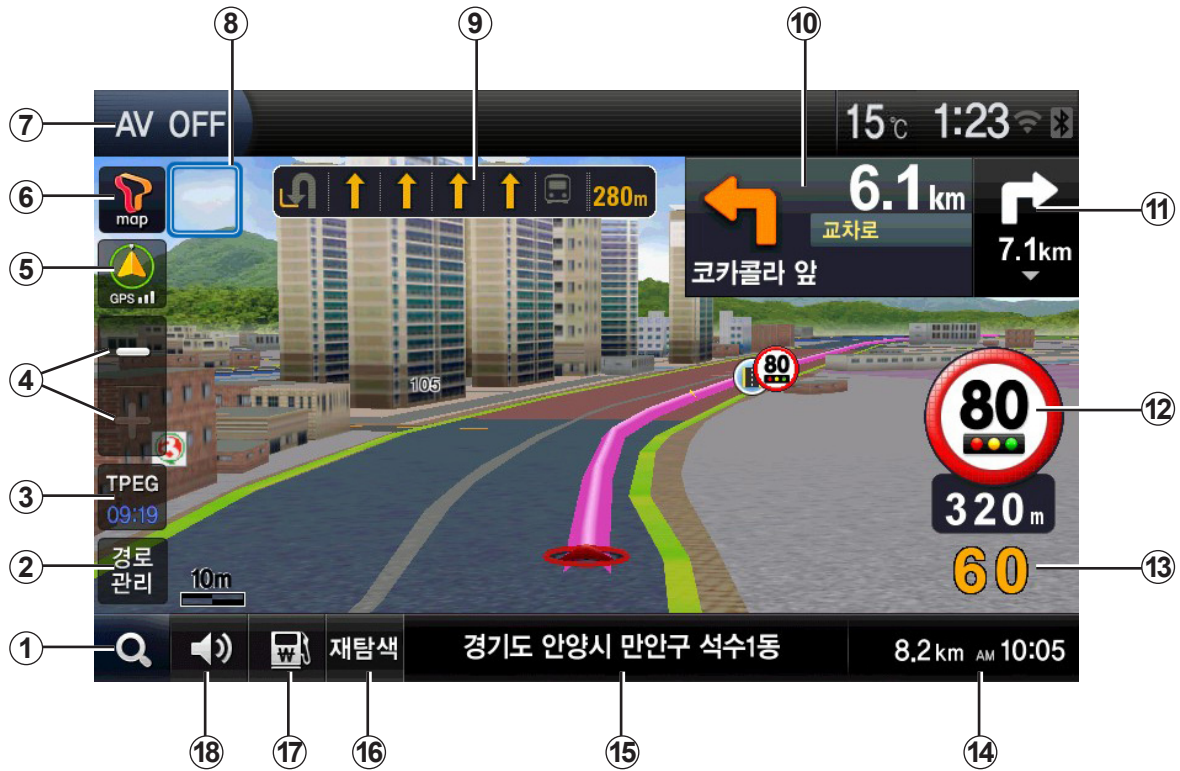 8 9 10
7 AV OFF 15℃ 1:23
6 map 280m 6.1km
교차로
코카콜라 앞
7.1km 11
5 GPS
4
105
80
80 12
320m
3 TPEG
09:19
2 경로
관리
10m
60 13
1 재탐색 경기도 안양시 만안구 석수1동 8.2km AM 10:05
18 17 16 15 14